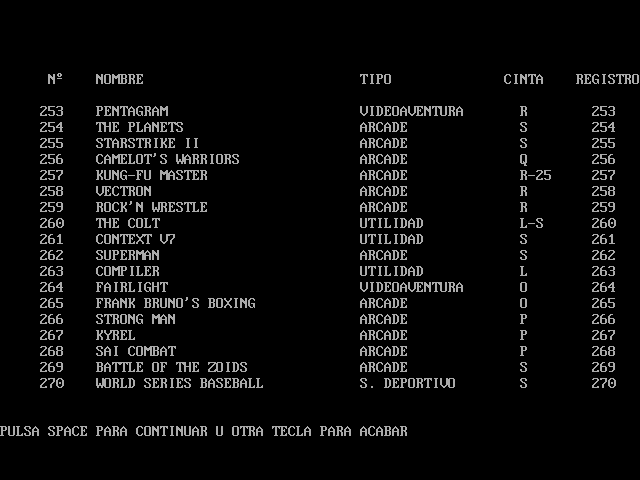 Nº NOMBRE TIPO CINTA REGISTRO
253 PENTAGRAM VIDEOAVENTURA R 253
254 THE PLANETS ARCADE S 254
255 STARSTRIKE II ARCADE S 255
256 CAMELOT'S WARRIORS ARCADE Q 256
257 KUNG-FU MASTER ARCADE R-25 257
258 VECTRON ARCADE R 258
259 ROCK'N WRESTLE ARCADE R 259
260 THE COLT UTILIDAD L-S 260
261 CONTEXT V7 UTILIDAD S 261
262 SUPERMAN ARCADE S 262
263 COMPILER UTILIDAD L 263
264 FAIRLIGHT VIDEOAVENTURA O 264
265 FRANK BRUNO'S BOXING ARCADE O 265
266 STRONG MAN ARCADE P 266
267 KYREL ARCADE P 267
268 SAI COMBAT ARCADE P 268
269 BATTLE OF THE ZOIDS ARCADE S 269
270 WORLD SERIES BASEBALL S. DEPORTIVO S 270
PULSA SPACE PARA CONTINUAR U OTRA TECLA PARA ACABAR